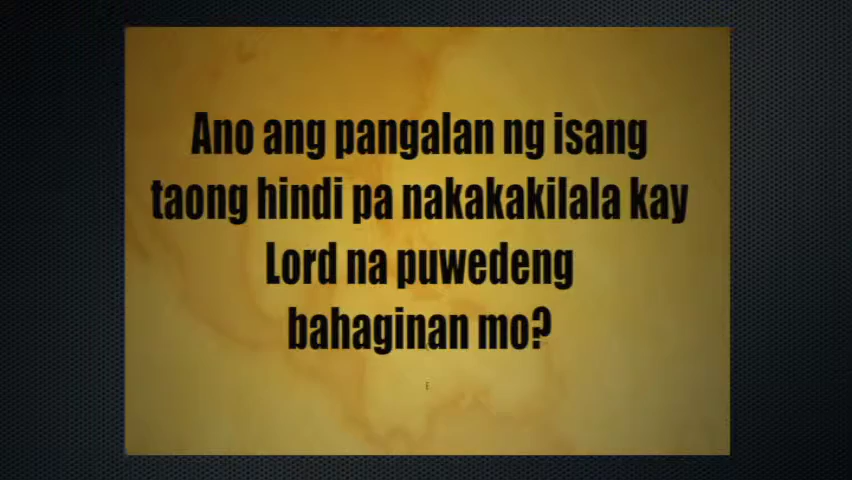 Ano ang pangalan ng isang
taong hindi pa nakakakilala kay
Lord na puwedeng
bahaginan mo?
E